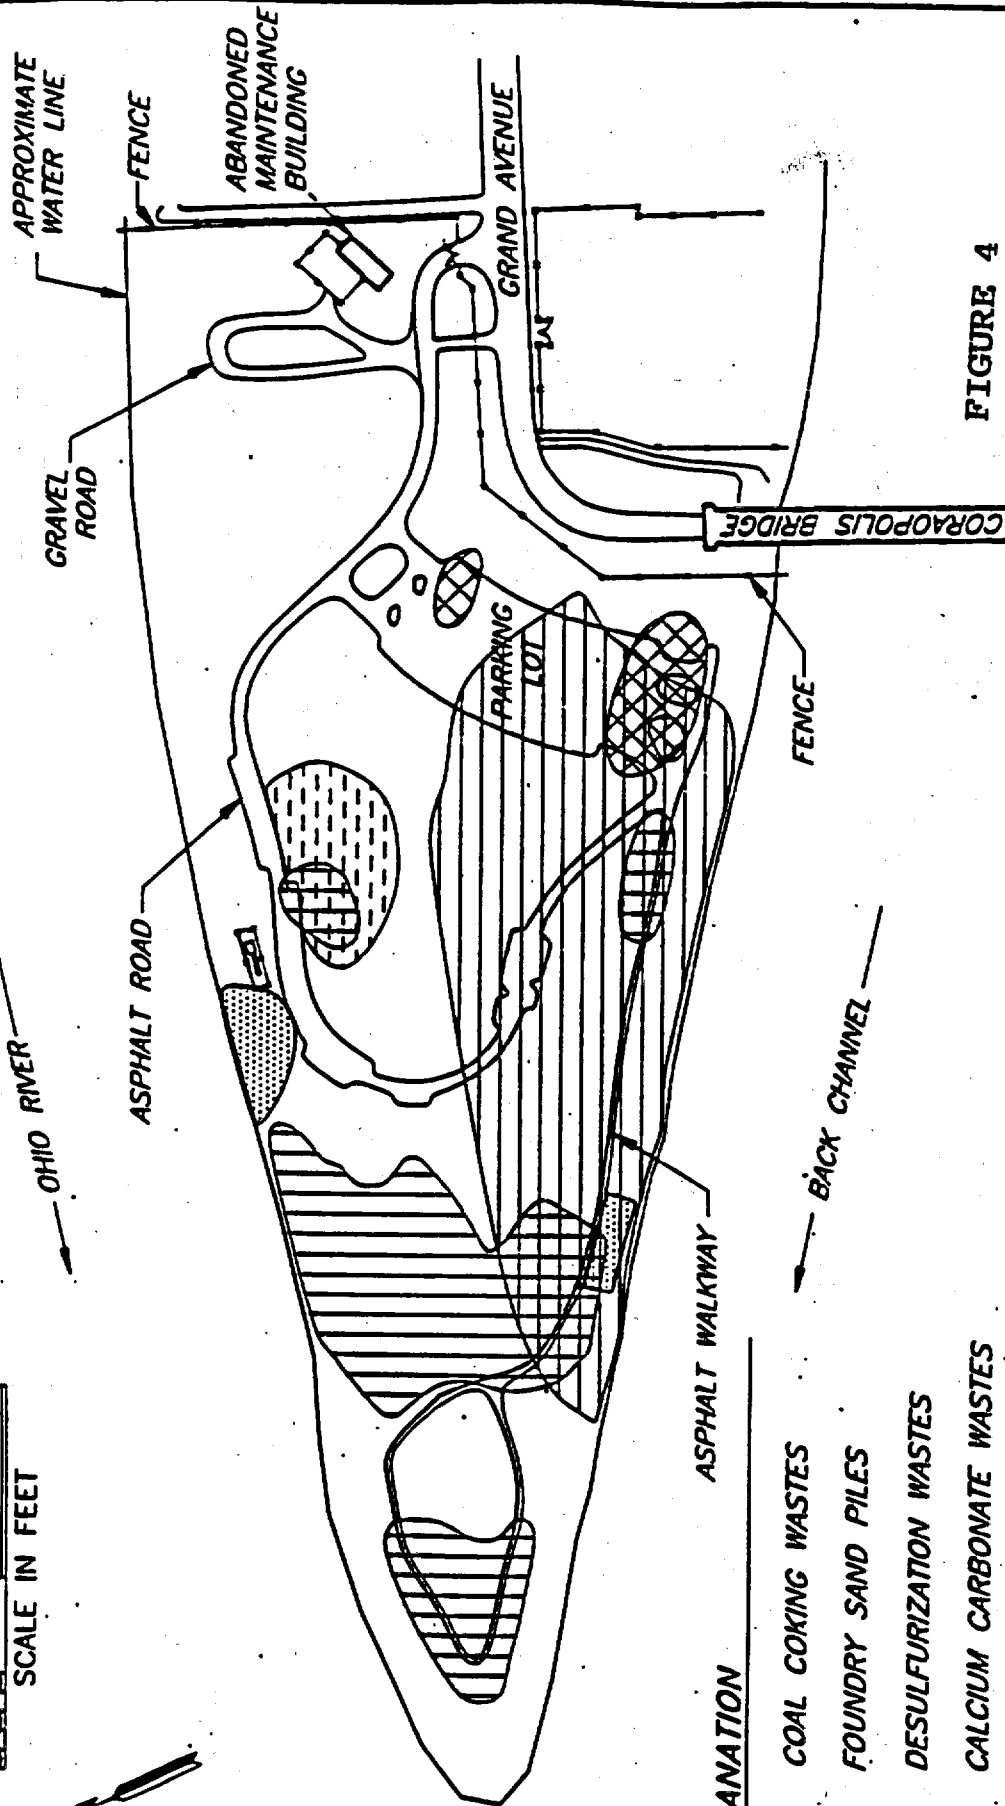 SCALE IN FEET
OHIO RIVER
APPROXIMATE
WATER LINE
FENCE
ABANDONED
MAINTENANCE
BUILDING
GRAVEL
ROAD
GRAND AVENUE
ASPHALT ROAD
PARKING
LOT
CORAOPOLIS BRIDGE
FENCE
BACK CHANNEL
ASPHALT WALKWAY
ANATION
COAL COKING WASTES
FOUNDRY SAND PILES
DESULFURIZATION WASTES
CALCIUM CARBONATE WASTES
FIGURE 4